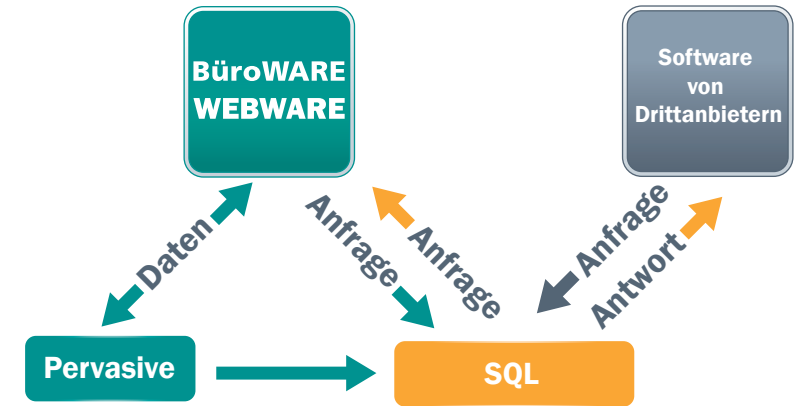 BüroWARE
WEBWARE
Software
von
Drittanbietern
Daten
Anfrage
Anfrage
Anfrage
Antwort
Pervasive
SQL